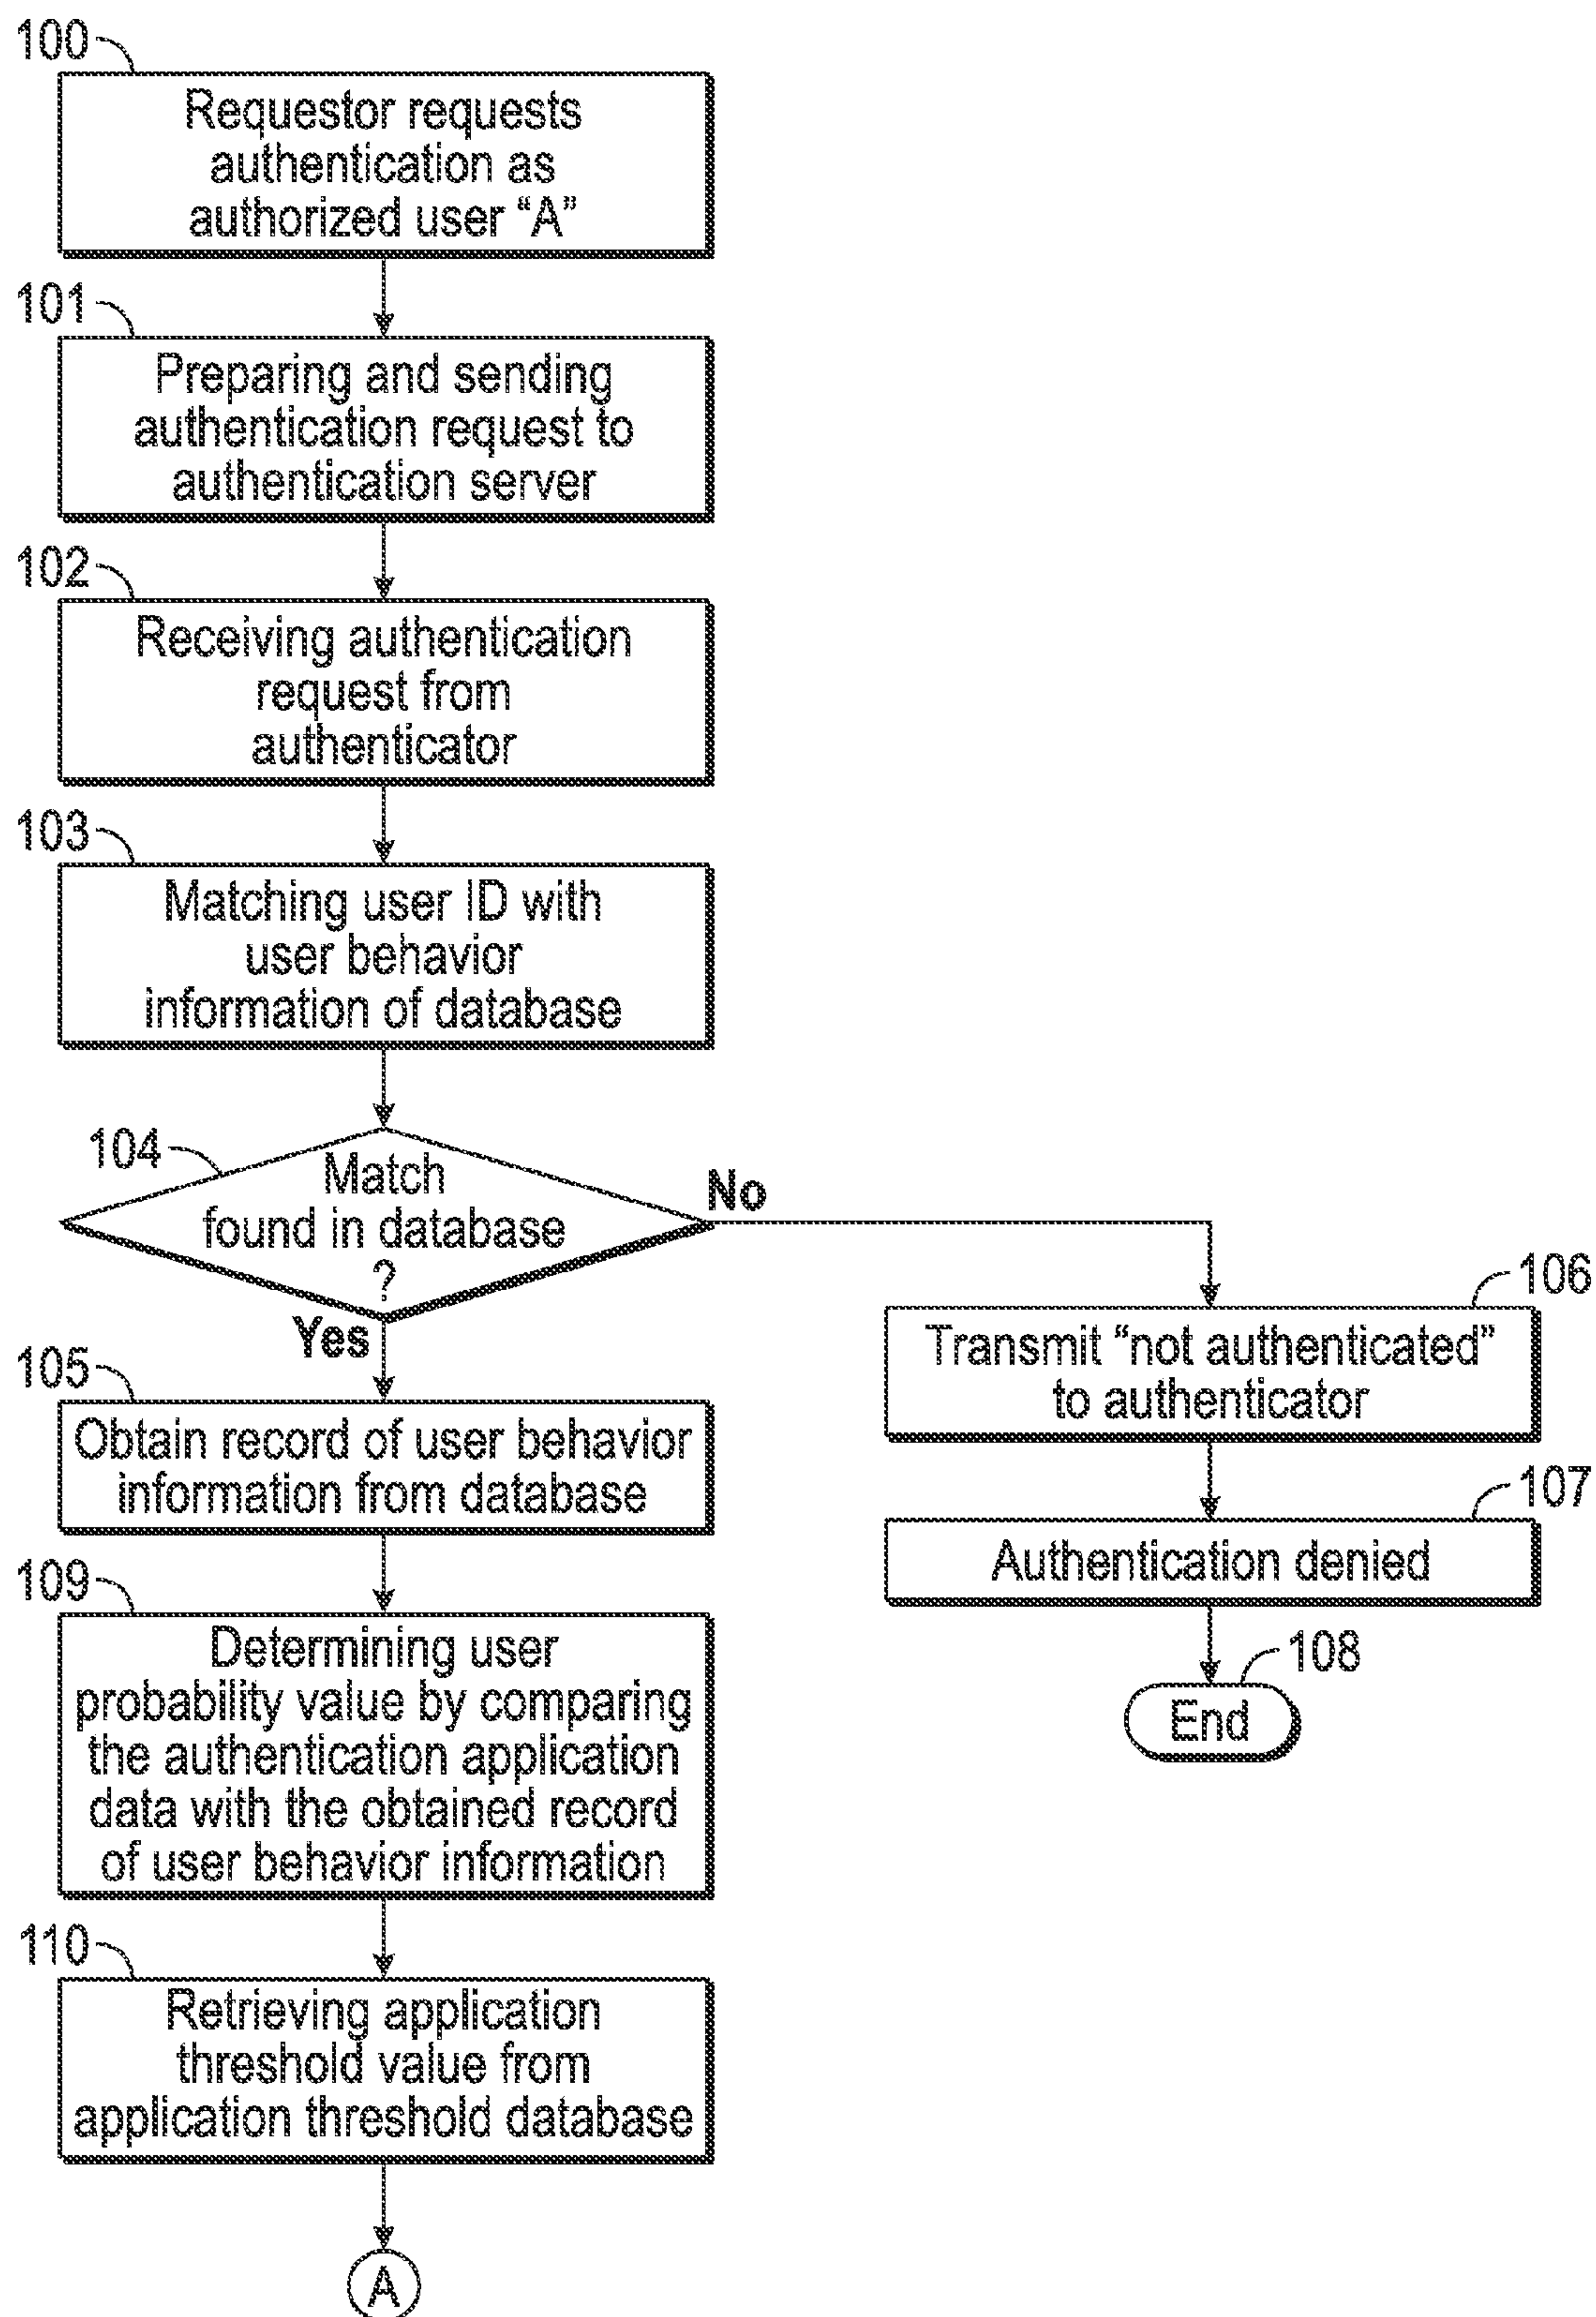 100
Requestor requests
authentication as
authorized user “A”
101
Preparing and sending
authentication request to
authentication server
102
Receiving authentication
request from
authenticator
103
Matching user ID with
user behavior
information of database
104
Match
found in database
?
No
Yes
106
Transmit “not authenticated”
to authenticator
105
Obtain record of user behavior
information from database
107
Authentication denied
108
End
109
Determining user
probability value by comparing
the authentication application
data with the obtained record
of user behavior information
110
Retrieving application
threshold value from
application threshold database
A